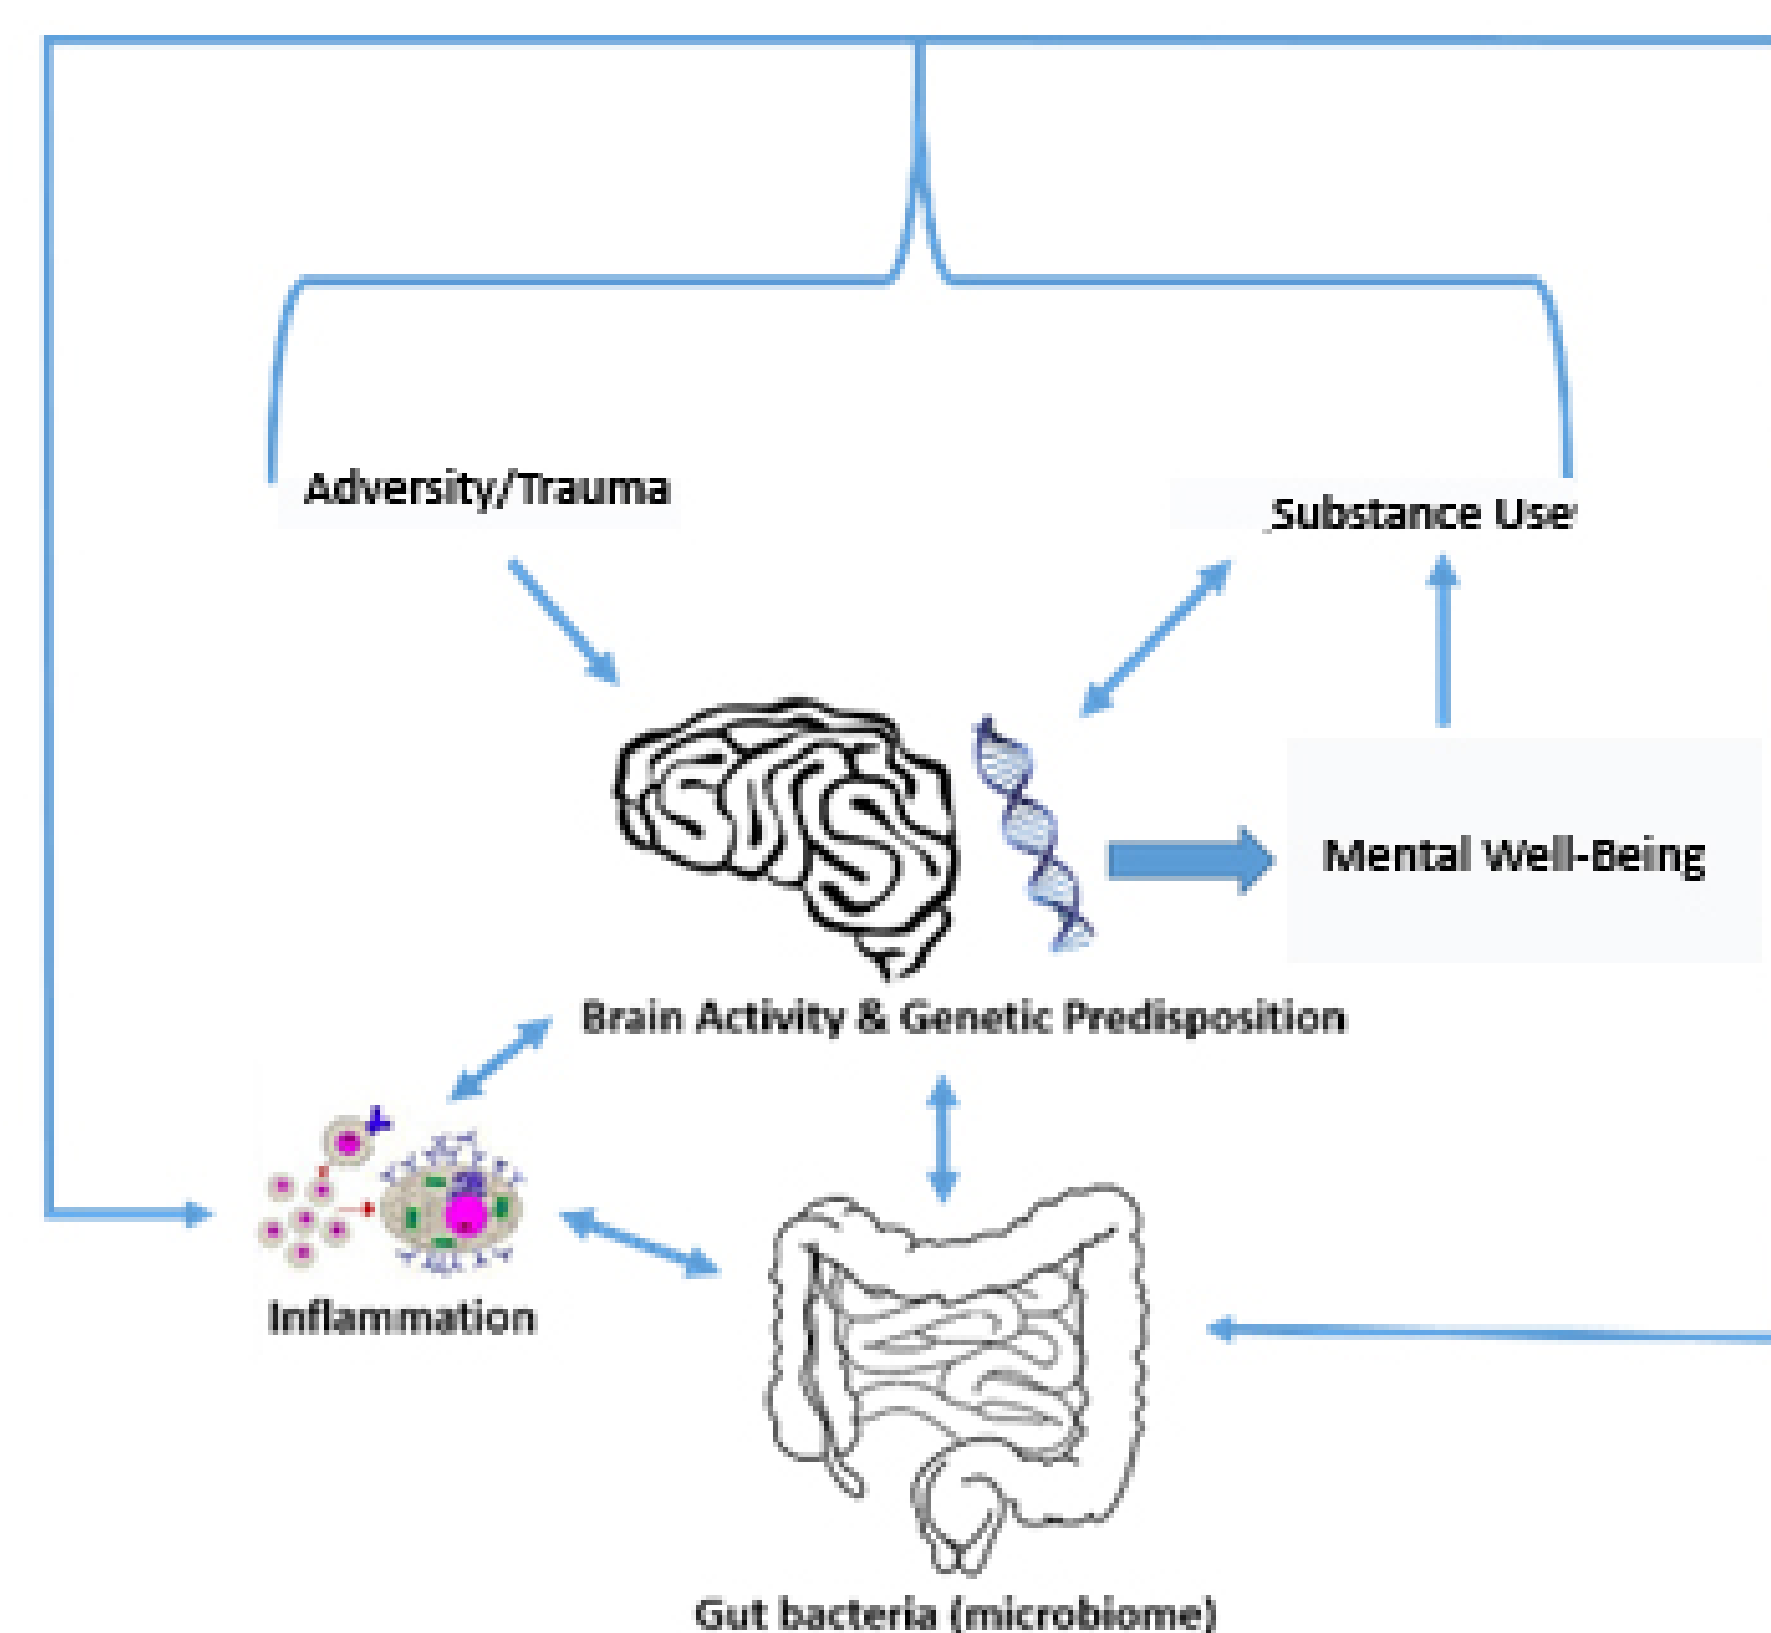 Adversity/Trauma
Substance Use
Mental Well-Being
Brain Activity & Genetic Predisposition
Inflammation
Gut bacteria (microbiome)